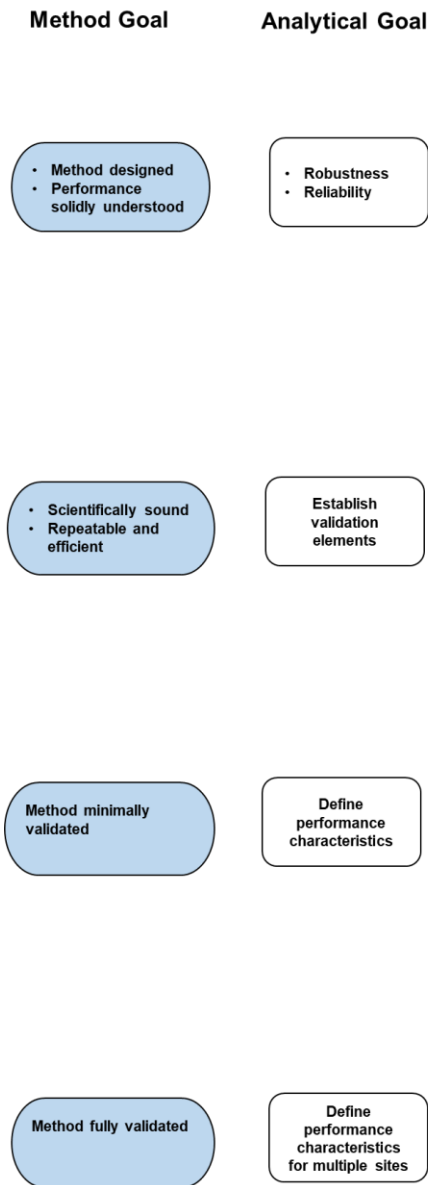 Method Goal
Analytical Goal
• Method designed
• Performance
solidly understood
• Robustness
• Reliability
• Scientifically sound
• Repeatable and
efficient
Establish
validation
elements
Method minimally
validated
Define
performance
characteristics
Method fully validated
Define
performance
characteristics
for multiple sites